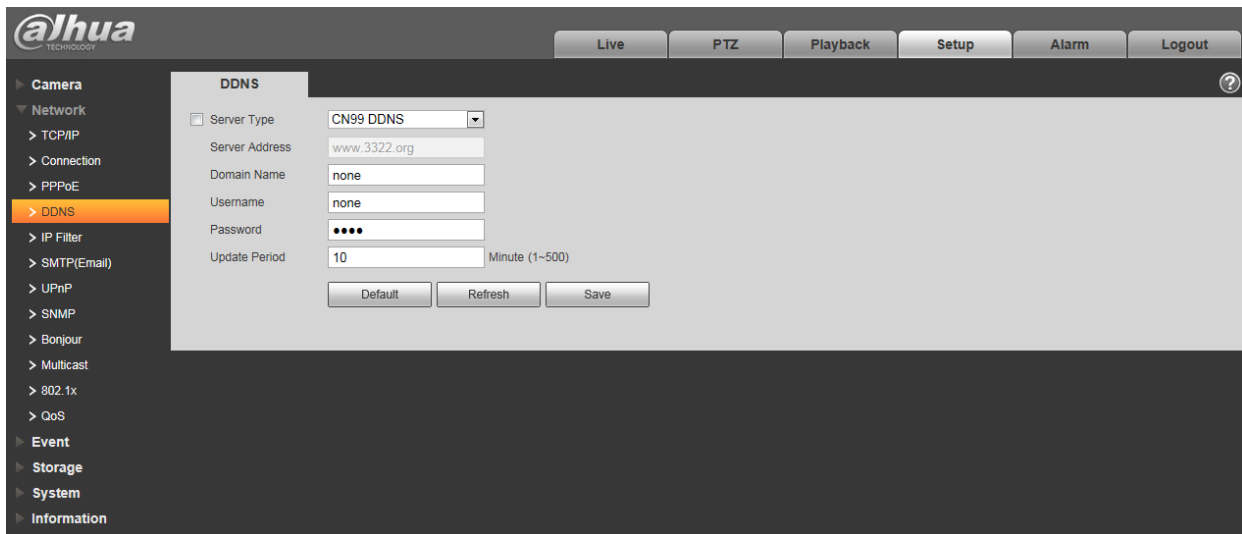 alhua
TECHNOLOGY
Live PTZ Playback Setup Alarm Logout
Camera
Network
> TCP/IP
> Connection
> PPPoE
> DDNS
> IP Filter
> SMTP(Email)
> UPnP
> SNMP
> Bonjour
> Multicast
> 802.1x
> QoS
Event
Storage
System
Information
DDNS
?
Server Type CN99 DDNS
Server Address www.3322.org
Domain Name none
Username none
Password ●●●●
Update Period 10 Minute (1~500)
Default Refresh Save